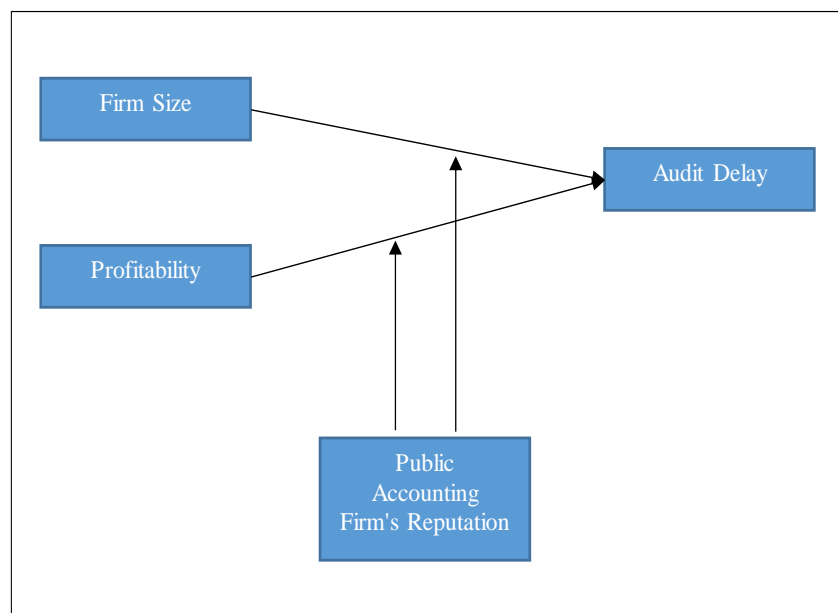 Firm Size
Audit Delay
Profitability
Public
Accounting
Firm's Reputation